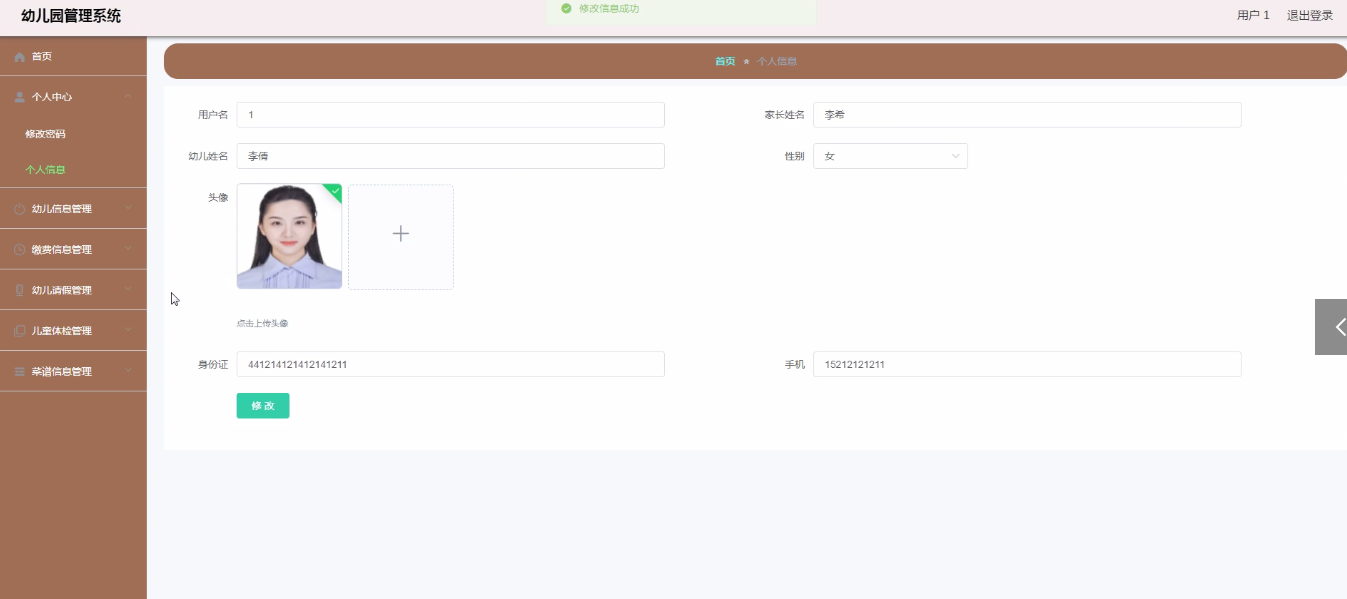 幼儿园管理系统
修改信息成功
用户 1 退出登录
首页
个人中心
修改密码
个人信息
幼儿信息管理
缴费信息管理
幼儿请假管理
儿童体检管理
菜谱信息管理
首页 个人信息
用户名 1
家长姓名 李希
幼儿姓名 李倩
性别 女
头像
点击上传头像
身份证 441214121412141211
手机 15212121211
修改